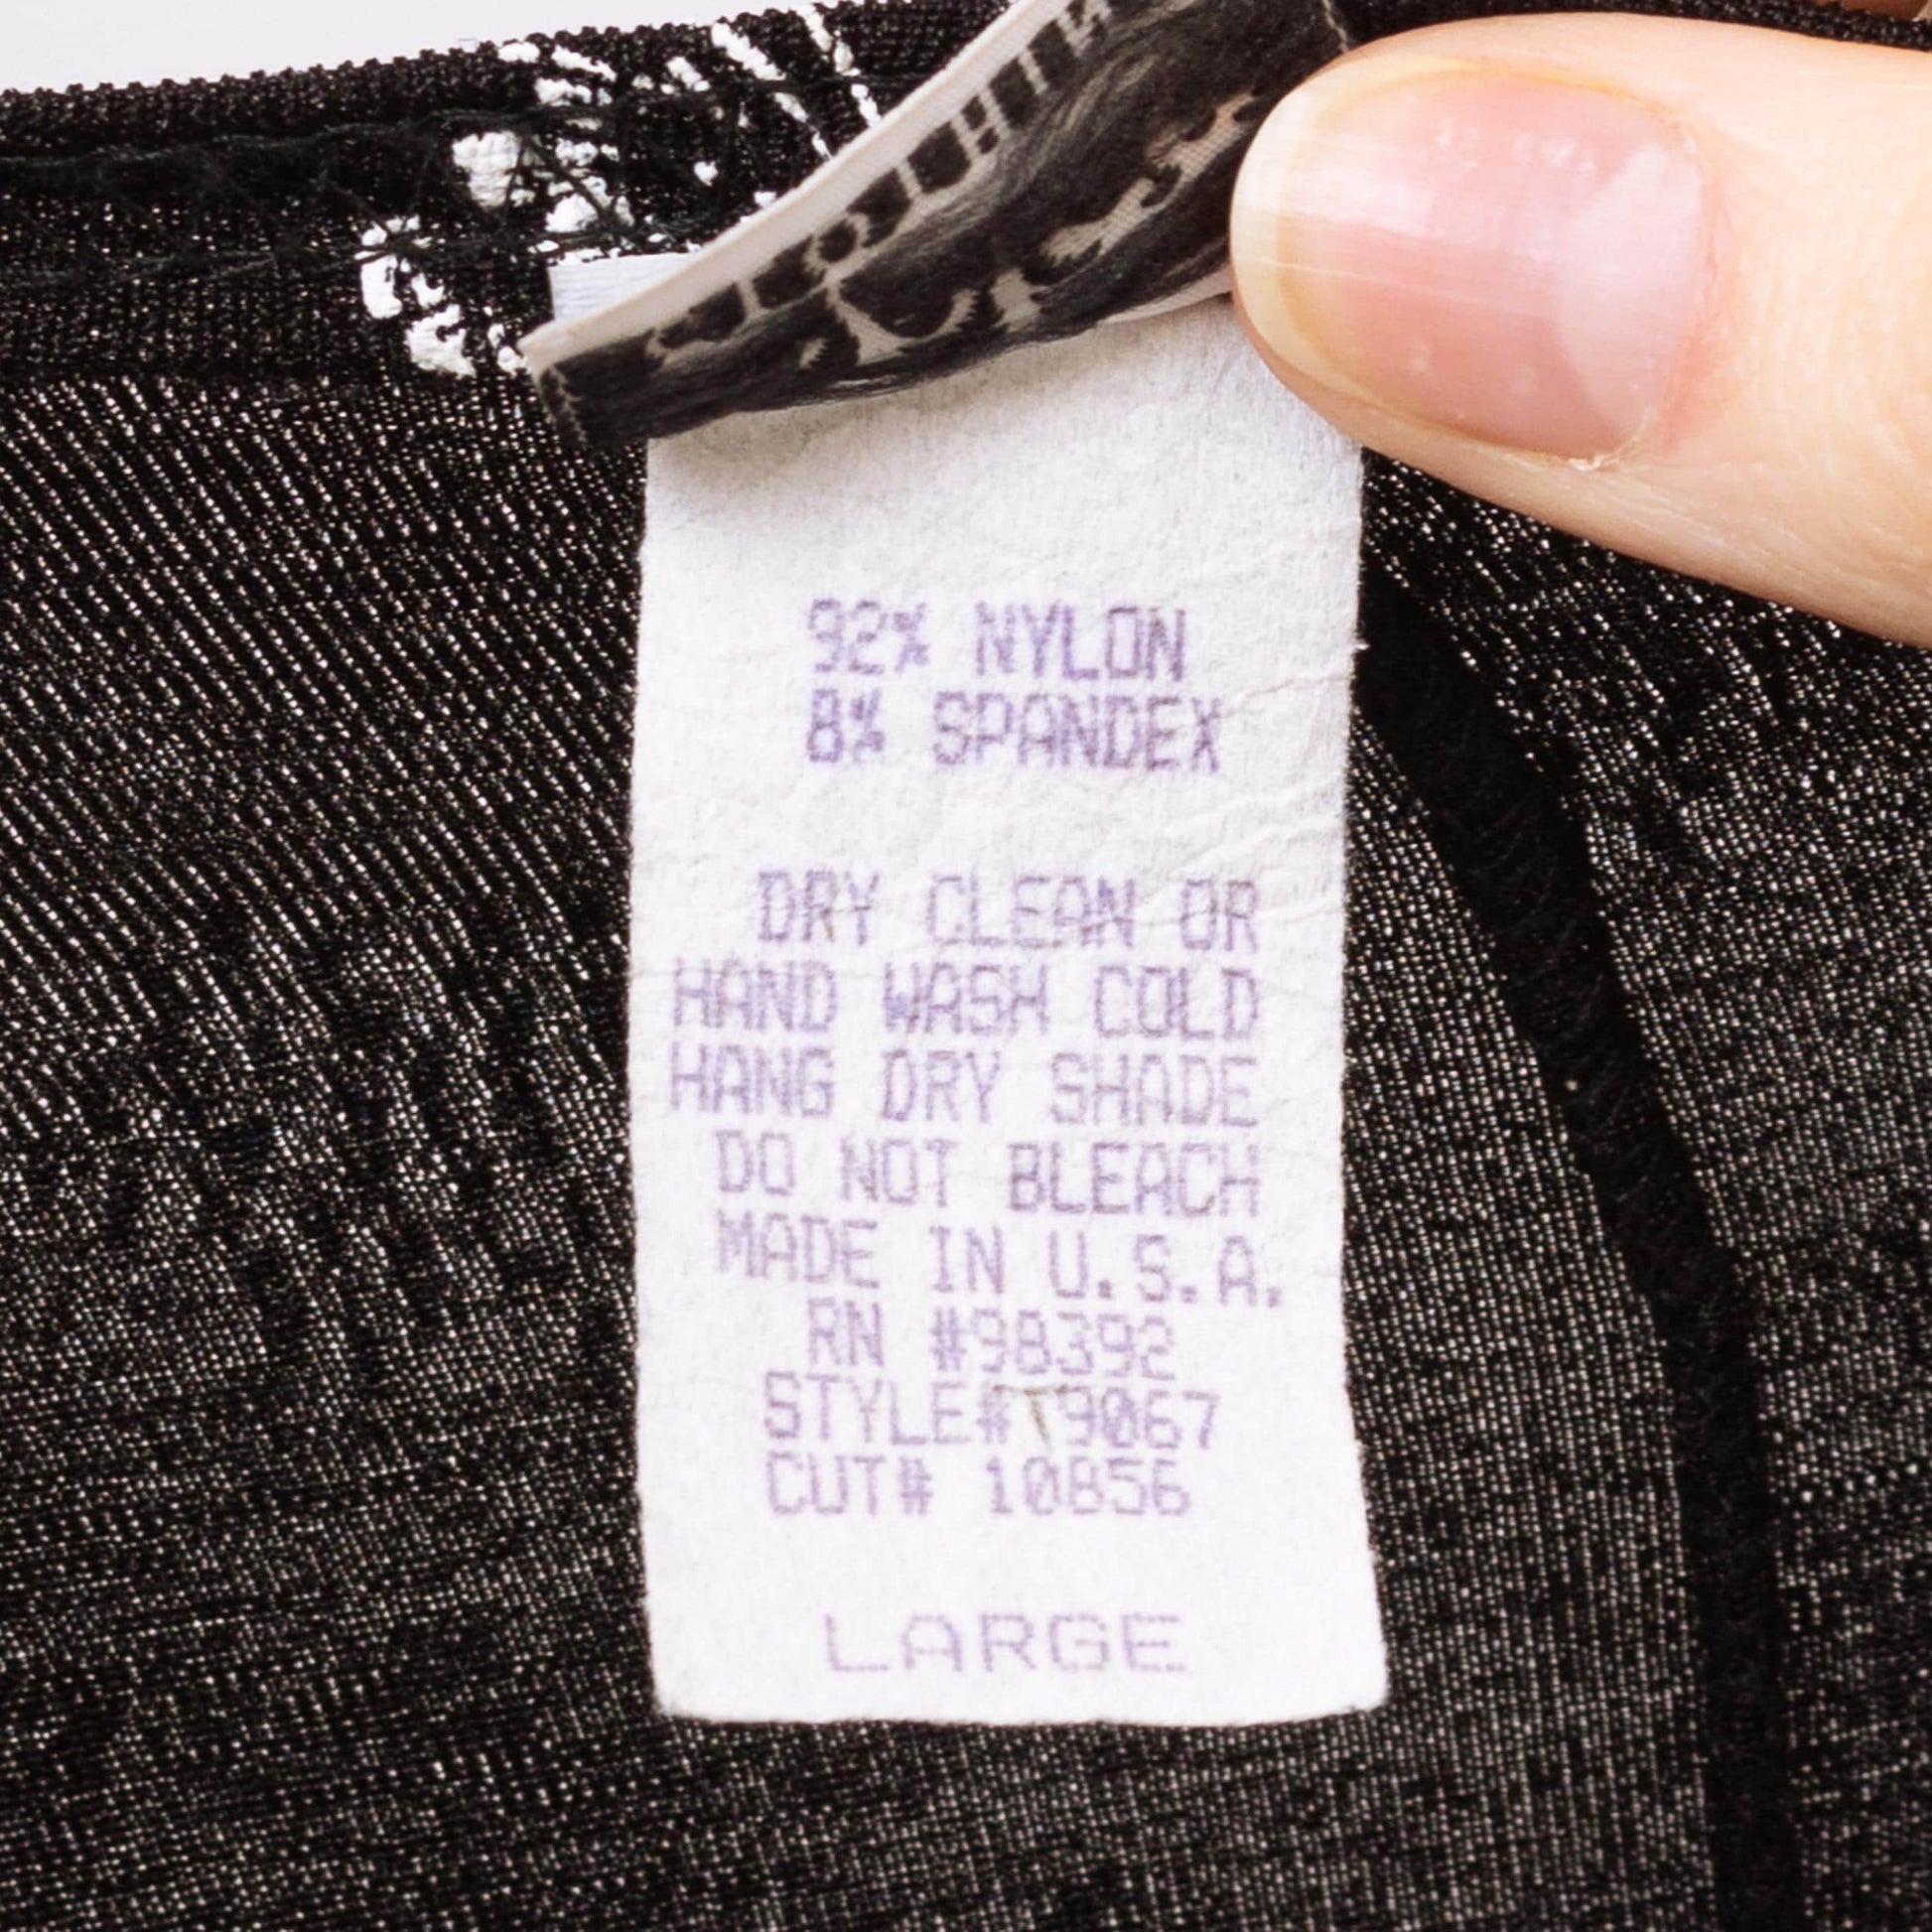 92% NYLON
8% SPANDEX
DRY CLEAN OR
HAND WASH COLD
HANG DRY SHADE
DO NOT BLEACH
MADE IN U.S.A.
RN #98392
STYLE#T9067
CUT# 10856
LARGE